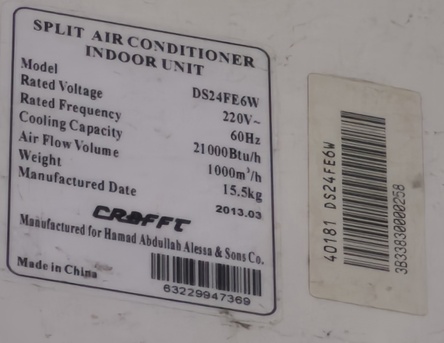 SPLIT AIR CONDITIONER
INDOOR UNIT
Model DS24FE6W
Rated Voltage 220V~
Rated Frequency 60Hz
Cooling Capacity 21000Btu/h
Air Flow Volume 1000m³/h
Weight 15.5kg
Manufactured Date 2013.03
CRAFFT
Manufactured for Hamad Abdullah Alessa & Sons Co.
Made in China
63229947369
40181 DS24FE6W
3B33830000258